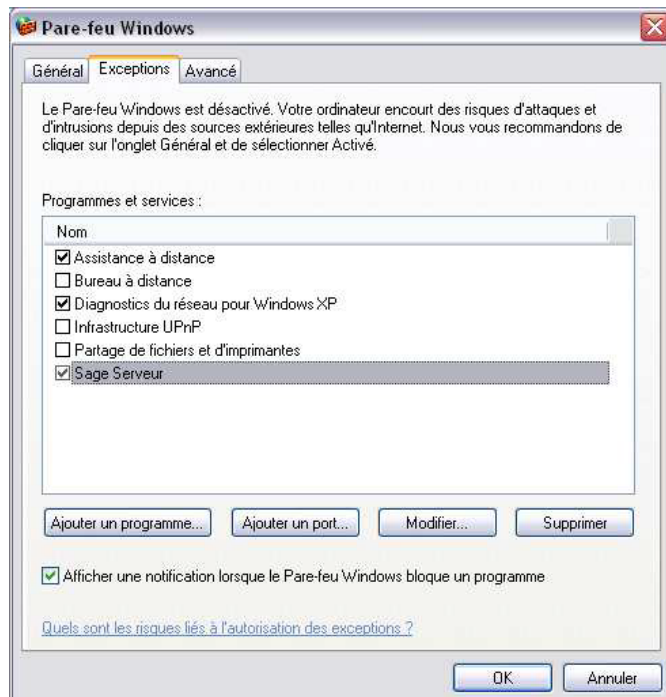 Pare-feu Windows
Général
Exceptions
Avancé
Le Pare-feu Windows est désactivé. Votre ordinateur encourt des risques d'attaques et
d'intrusions depuis des sources extérieures telles qu'Internet. Nous vous recommandons de
cliquer sur l'onglet Général et de sélectionner Activé.
Programmes et services :
Nom
Assistance à distance
Bureau à distance
Diagnostics du réseau pour Windows XP
Infrastructure UPnP
Partage de fichiers et d'imprimantes
Sage Serveur
Ajouter un programme...
Ajouter un port...
Modifier...
Supprimer
Afficher une notification lorsque le Pare-feu Windows bloque un programme
Quels sont les risques liés à l'autorisation des exceptions ?
OK
Annuler